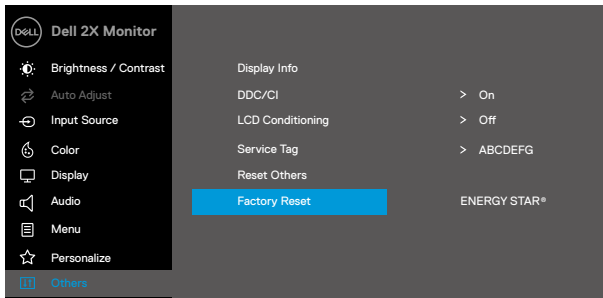 DELL Dell 2X Monitor
Brightness / Contrast
Auto Adjust
Input Source
Color
Display
Audio
Menu
Personalize
Others
Display Info
DDC/CI > On
LCD Conditioning > Off
Service Tag > ABCDEFG
Reset Others
Factory Reset ENERGY STAR®